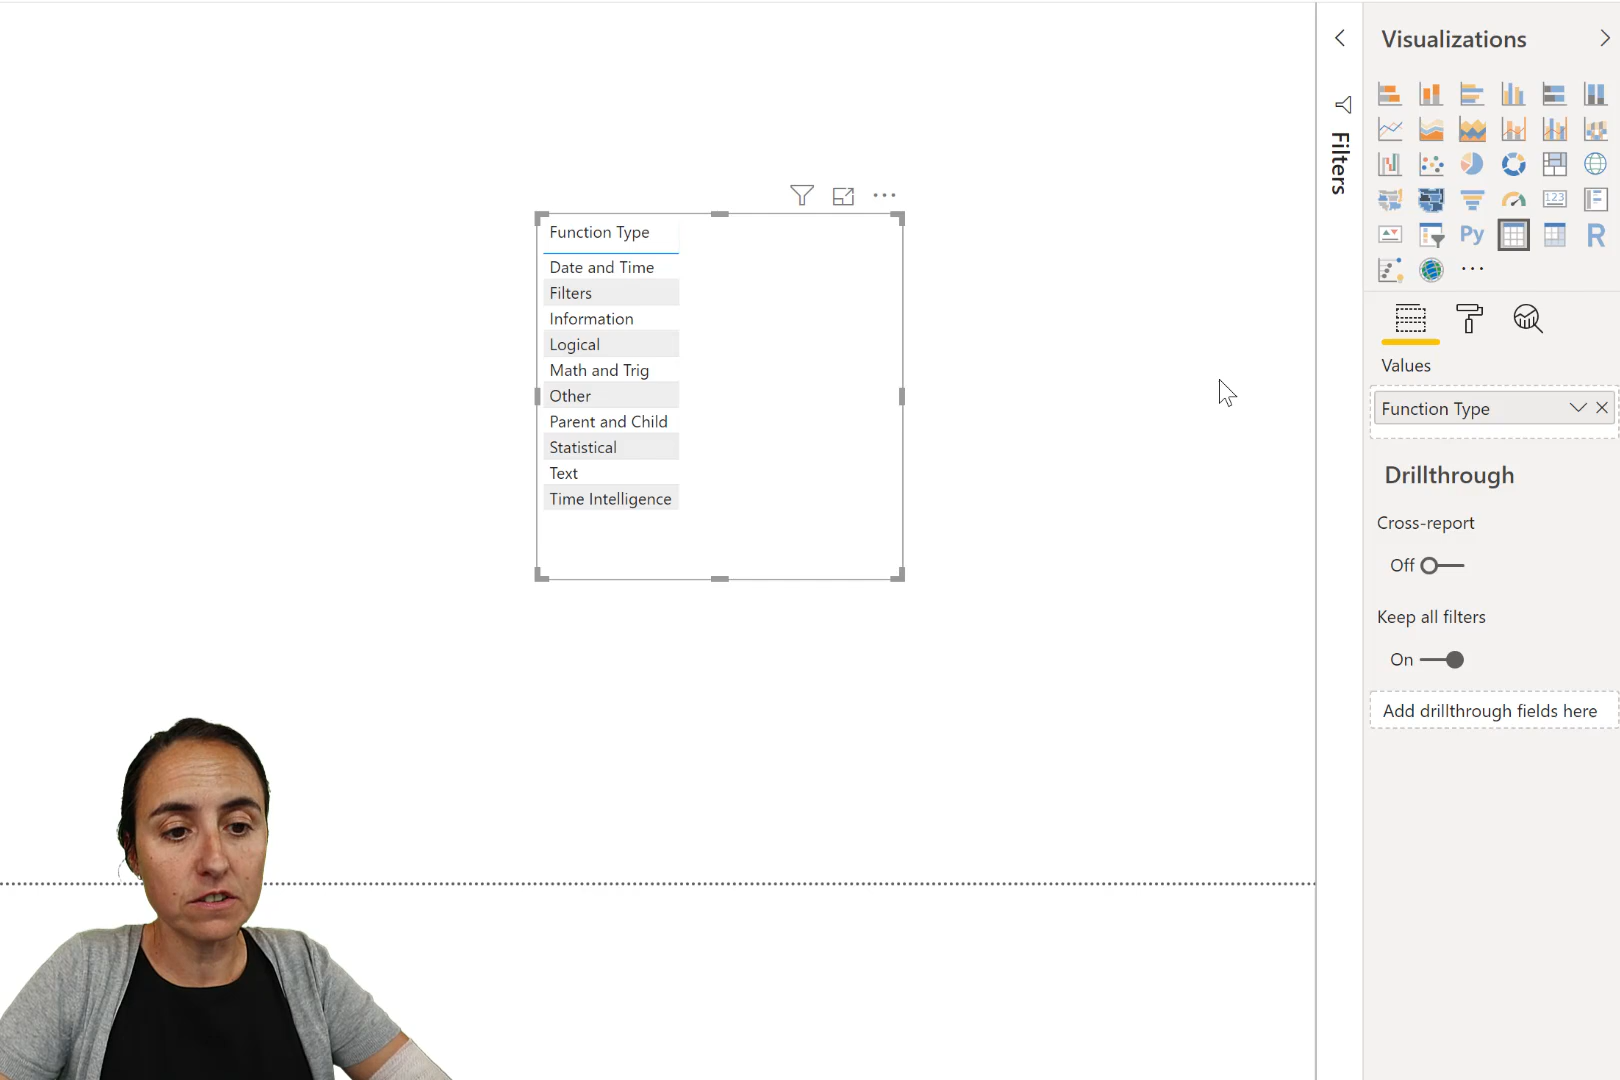 Visualizations
Filters
Function Type
Date and Time
Filters
Information
Logical
Math and Trig
Other
Parent and Child
Statistical
Text
Time Intelligence
123
Py
R
Values
Function Type
Drillthrough
Cross-report
Off
Keep all filters
On
Add drillthrough fields here